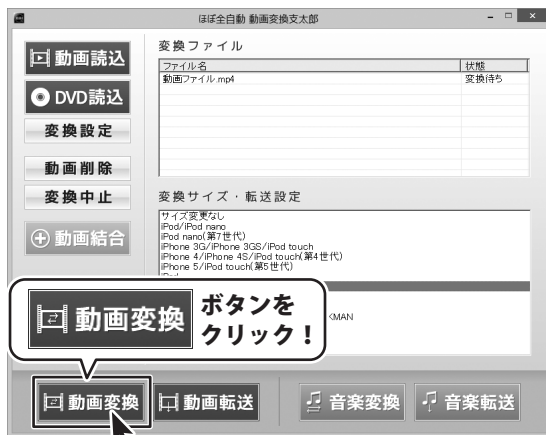 ほぼ全自動 動画変換支太郎
動画読込
DVD読込
変換設定
動画削除
変換中止
動画結合
変換ファイル
ファイル名
状態
動画ファイル.mp4
変換待ち
変換サイズ・転送設定
サイズ変更なし
iPod/iPod nano
iPod nano(第7世代)
iPhone 3G/iPhone 3GS/iPod touch
iPhone 4/iPhone 4S/iPod touch(第4世代)
iPhone 5/iPod touch(第5世代)
動画変換
ボタンを
クリック！
KMAN
動画変換
動画転送
音楽変換
音楽転送